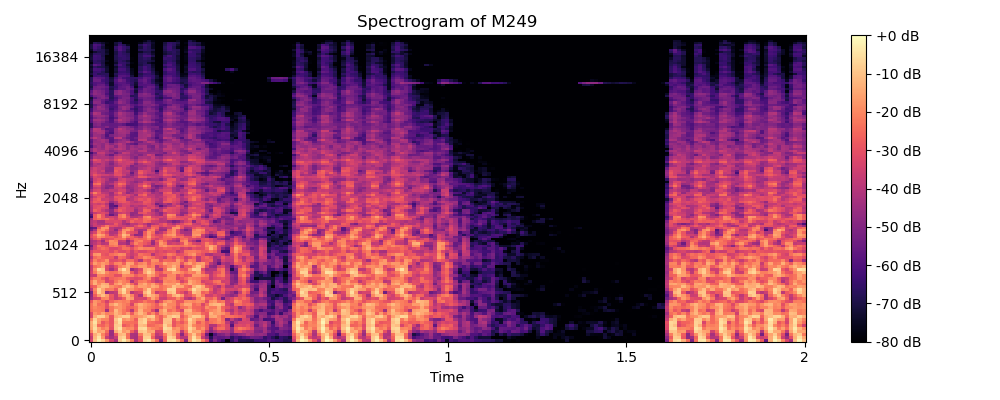 Spectrogram of M249
Hz
16384
8192
4096
2048
1024
512
0
0 0.5 1 1.5 2
Time
+0 dB
-10 dB
-20 dB
-30 dB
-40 dB
-50 dB
-60 dB
-70 dB
-80 dB